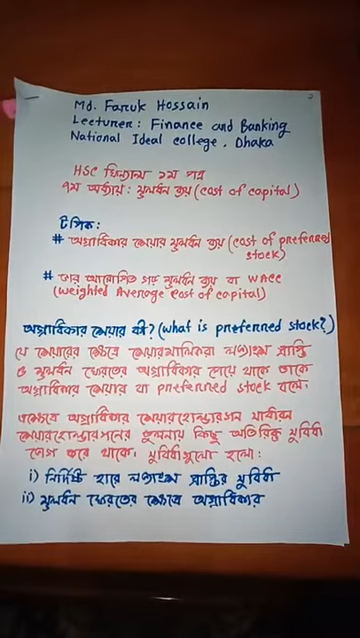 Md. Faruk Hossain
Lecturer: Finance and Banking
National Ideal college, Dhaka
HSC ফিন্যান্স ১ম পত্র
৭ম অধ্যায়: মূলধন ব্যয় (cost of capital)
টপিক:
# অগ্রাধিকার শেয়ার মূলধন ব্যয় (cost of preferred
stock)
# ভার আরোপিত গড় মূলধন ব্যয় বা WACC
(weighted Average cost of capital)
অগ্রাধিকার শেয়ার কী? (what is preferred stock?)
যে শেয়ারের ক্ষেত্রে শেয়ারমালিকরা লভ্যাংশ প্রাপ্তি
ও মূলধন ফেরতের অগ্রাধিকার পেয়ে থাকে তাকে
অগ্রাধিকার শেয়ার বা preferred stock বলে।
এক্ষেত্রে অগ্রাধিকার শেয়ারহোল্ডারগন সাধারন
শেয়ারহোল্ডারগনের তুলনায় কিছু অতিরিক্ত সুবিধা
ভোগ করে থাকে। সুবিধাগুলো হলো:
i) নির্দিষ্ট হারে লভ্যাংশ প্রাপ্তির সুবিধা
ii) মূলধন ফেরতের ক্ষেত্রে অগ্রাধিকার